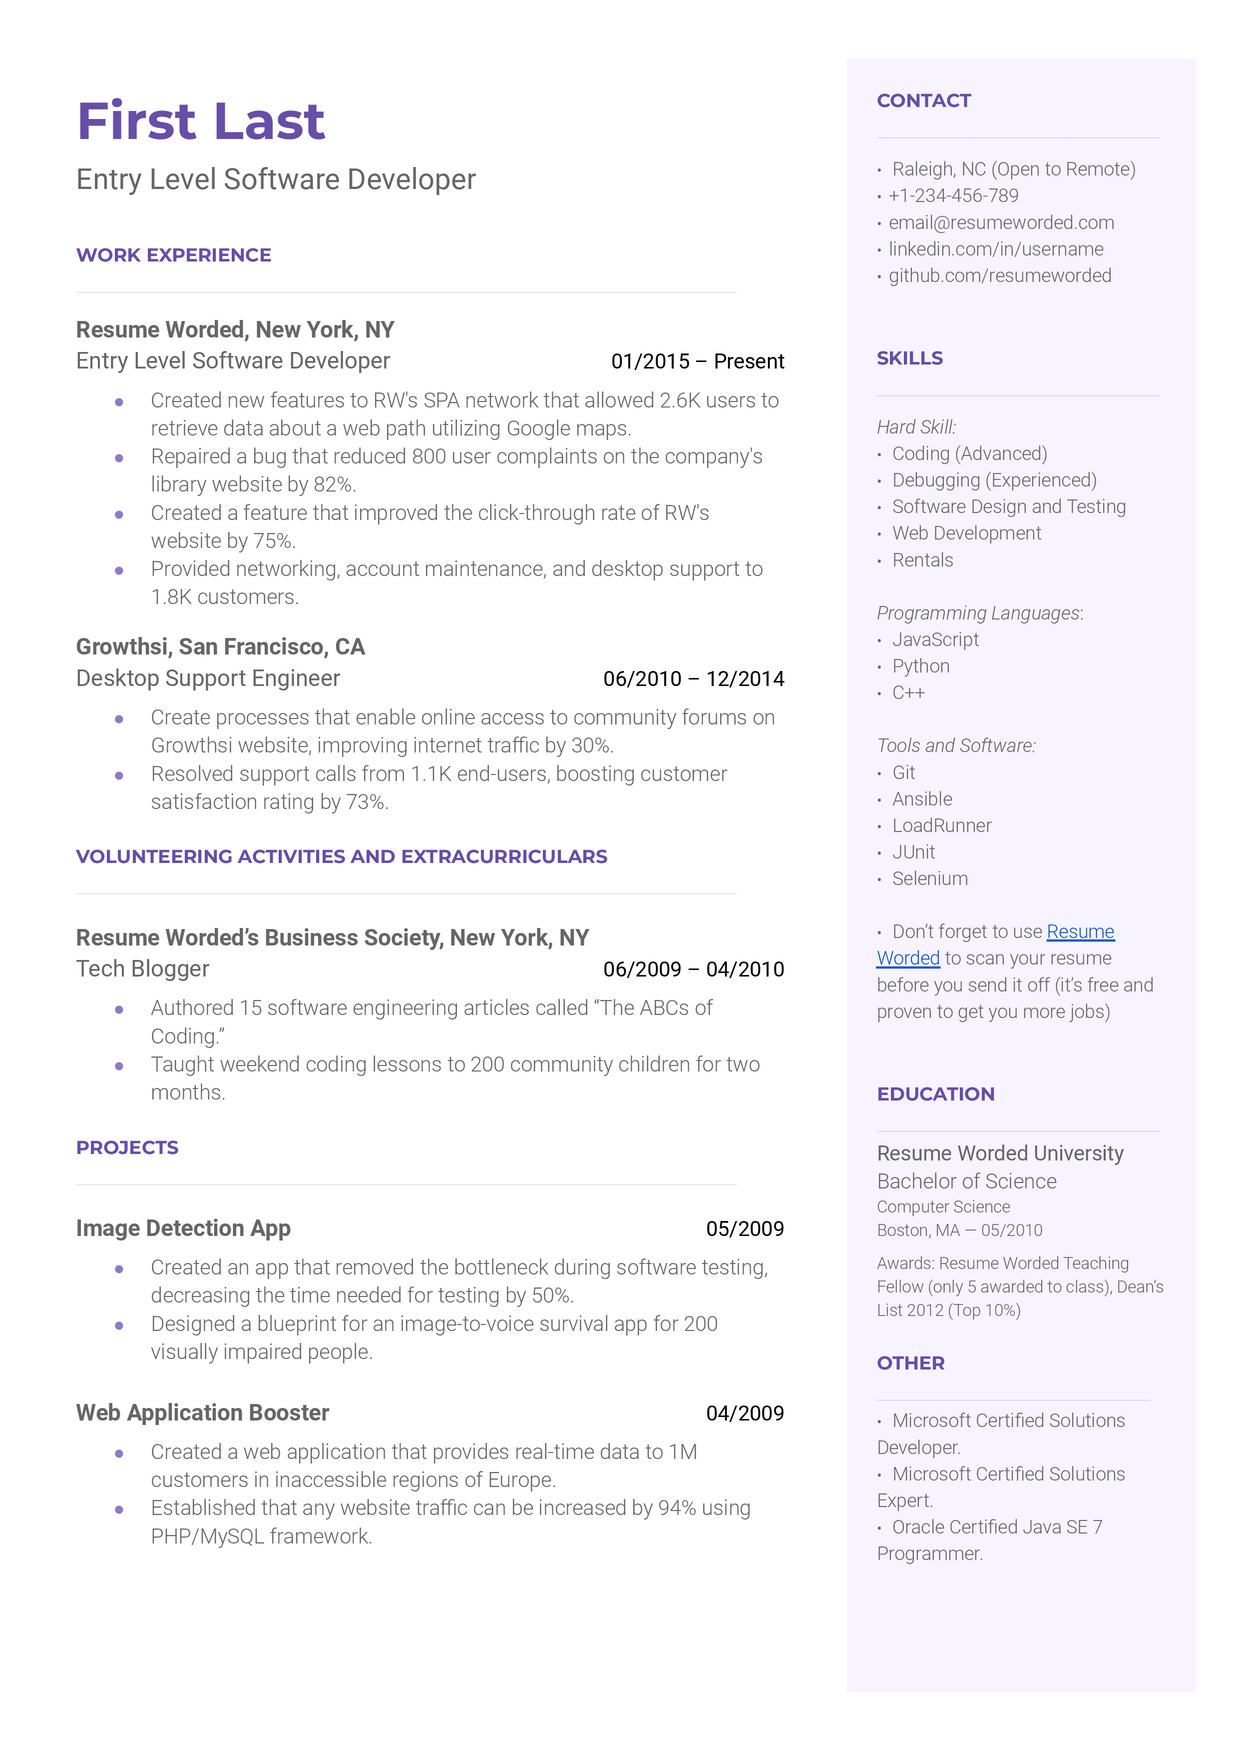 First Last
Entry Level Software Developer
WORK EXPERIENCE
Resume Worded, New York, NY
Entry Level Software Developer 01/2015 – Present
• Created new features to RW's SPA network that allowed 2.6K users to
retrieve data about a web path utilizing Google maps.
• Repaired a bug that reduced 800 user complaints on the company's
library website by 82%.
• Created a feature that improved the click-through rate of RW's
website by 75%.
• Provided networking, account maintenance, and desktop support to
1.8K customers.
Growthsi, San Francisco, CA
Desktop Support Engineer 06/2010 – 12/2014
• Create processes that enable online access to community forums on
Growthsi website, improving internet traffic by 30%.
• Resolved support calls from 1.1K end-users, boosting customer
satisfaction rating by 73%.
VOLUNTEERING ACTIVITIES AND EXTRACURRICULARS
Resume Worded’s Business Society, New York, NY
Tech Blogger 06/2009 – 04/2010
• Authored 15 software engineering articles called “The ABCs of
Coding.”
• Taught weekend coding lessons to 200 community children for two
months.
PROJECTS
Image Detection App 05/2009
• Created an app that removed the bottleneck during software testing,
decreasing the time needed for testing by 50%.
• Designed a blueprint for an image-to-voice survival app for 200
visually impaired people.
Web Application Booster 04/2009
• Created a web application that provides real-time data to 1M
customers in inaccessible regions of Europe.
• Established that any website traffic can be increased by 94% using
PHP/MySQL framework.
CONTACT
• Raleigh, NC (Open to Remote)
• +1-234-456-789
• email@resumeworded.com
• linkedin.com/in/username
• github.com/resumeworded
SKILLS
Hard Skill:
• Coding (Advanced)
• Debugging (Experienced)
• Software Design and Testing
• Web Development
• Rentals
Programming Languages:
• JavaScript
• Python
• C++
Tools and Software:
• Git
• Ansible
• LoadRunner
• JUnit
• Selenium
• Don’t forget to use Resume
Worded to scan your resume
before you send it off (it’s free and
proven to get you more jobs)
EDUCATION
Resume Worded University
Bachelor of Science
Computer Science
Boston, MA — 05/2010
Awards: Resume Worded Teaching
Fellow (only 5 awarded to class), Dean’s
List 2012 (Top 10%)
OTHER
• Microsoft Certified Solutions
Developer.
• Microsoft Certified Solutions
Expert.
• Oracle Certified Java SE 7
Programmer.